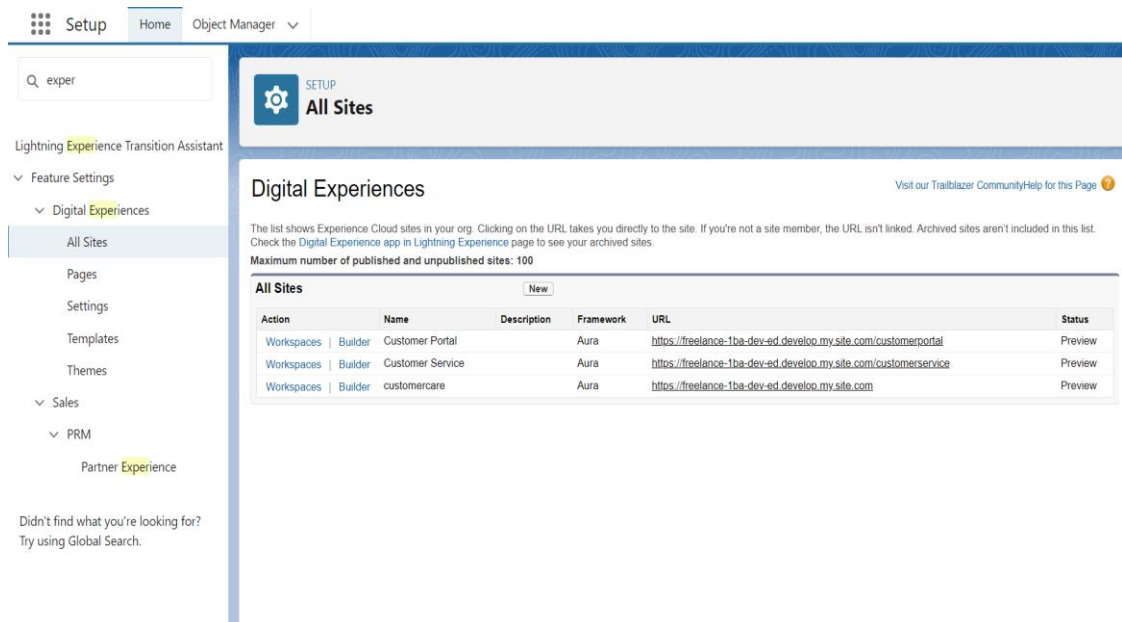 Setup Home Object Manager
exper
Lightning Experience Transition Assistant
Feature Settings
Digital Experiences
All Sites
Pages
Settings
Templates
Themes
Sales
PRM
Partner Experience
Didn't find what you're looking for?
Try using Global Search.
SETUP
All Sites
Digital Experiences
Visit our Trailblazer CommunityHelp for this Page ?
The list shows Experience Cloud sites in your org. Clicking on the URL takes you directly to the site. If you're not a site member, the URL isn't linked. Archived sites aren't included in this list.
Check the Digital Experience app in Lightning Experience page to see your archived sites.
Maximum number of published and unpublished sites: 100
All Sites New
Action Name Description Framework URL Status
Workspaces | Builder Customer Portal Aura https://freelance-1ba-dev-ed.develop.my.site.com/customerportal Preview
Workspaces | Builder Customer Service Aura https://freelance-1ba-dev-ed.develop.my.site.com/customerservice Preview
Workspaces | Builder customercare Aura https://freelance-1ba-dev-ed.develop.my.site.com Preview